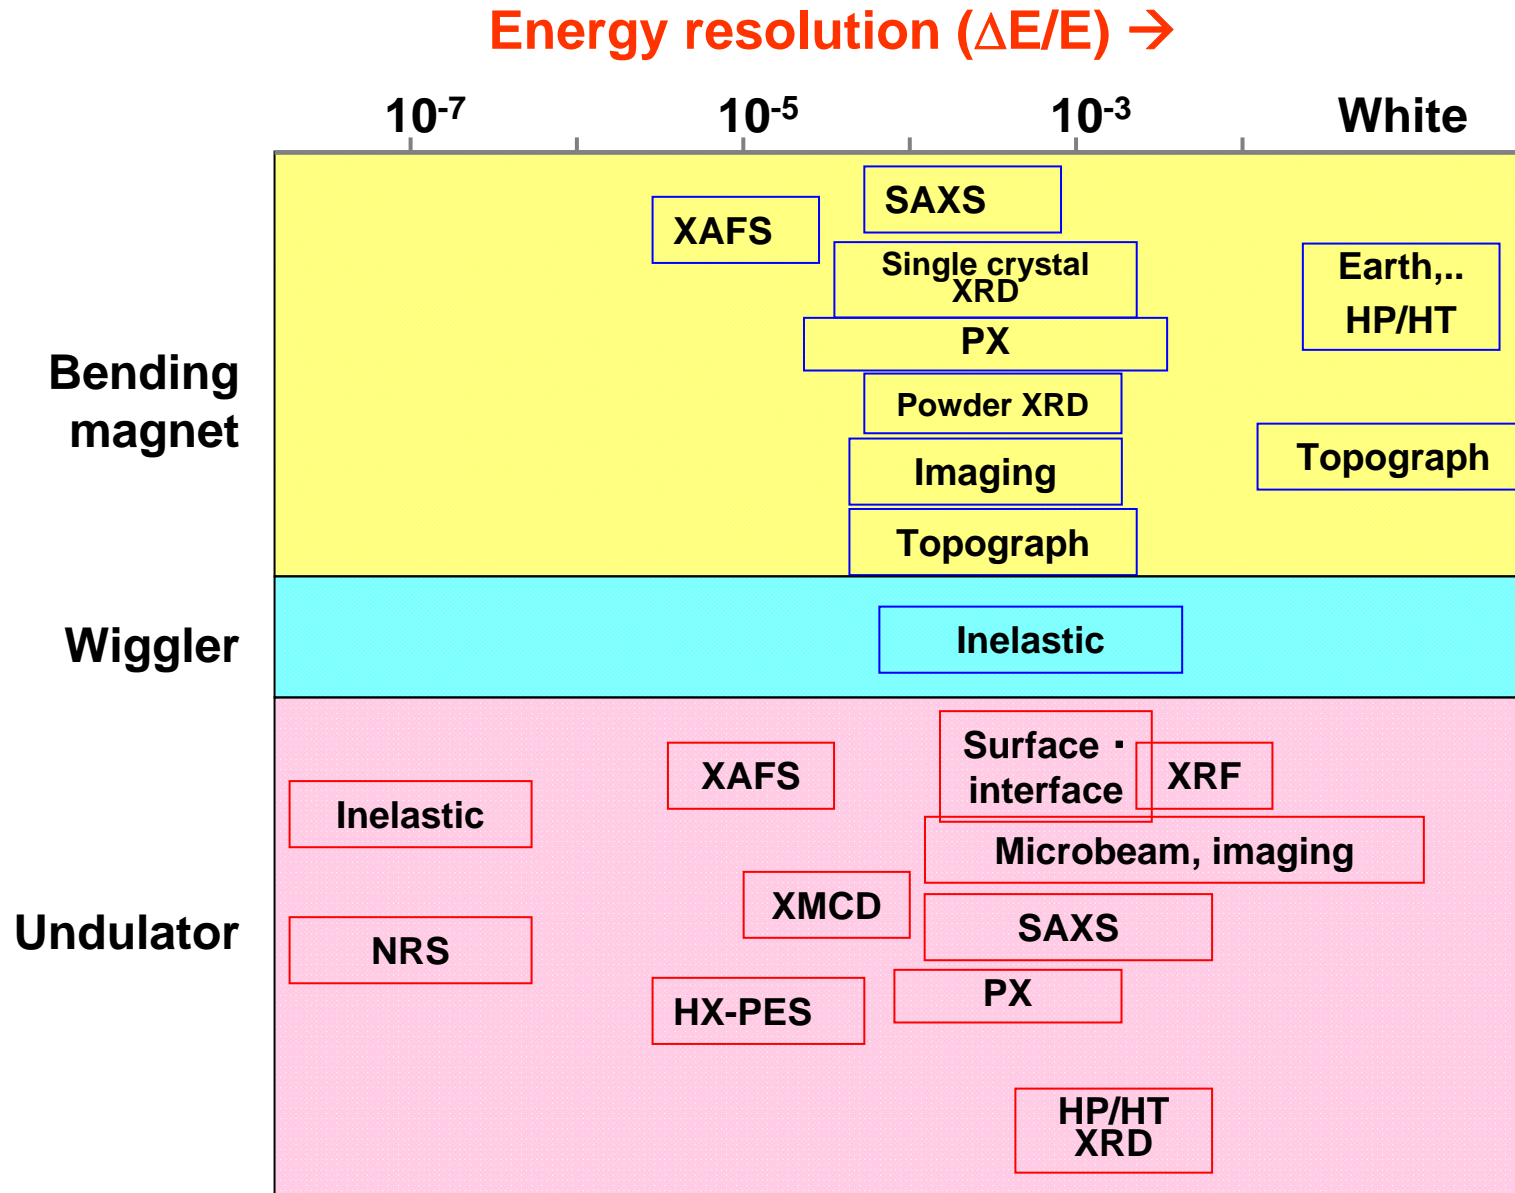 Energy resolution (ΔE/E) →
10⁻⁷ 10⁻⁵ 10⁻³ White
Bending
magnet
XAFS
SAXS
Single crystal
XRD
PX
Powder XRD
Imaging
Topograph
Earth,..
HP/HT
Topograph
Wiggler
Inelastic
Undulator
Inelastic
NRS
XAFS
XMCD
HX-PES
Surface・
interface
XRF
Microbeam, imaging
SAXS
PX
HP/HT
XRD